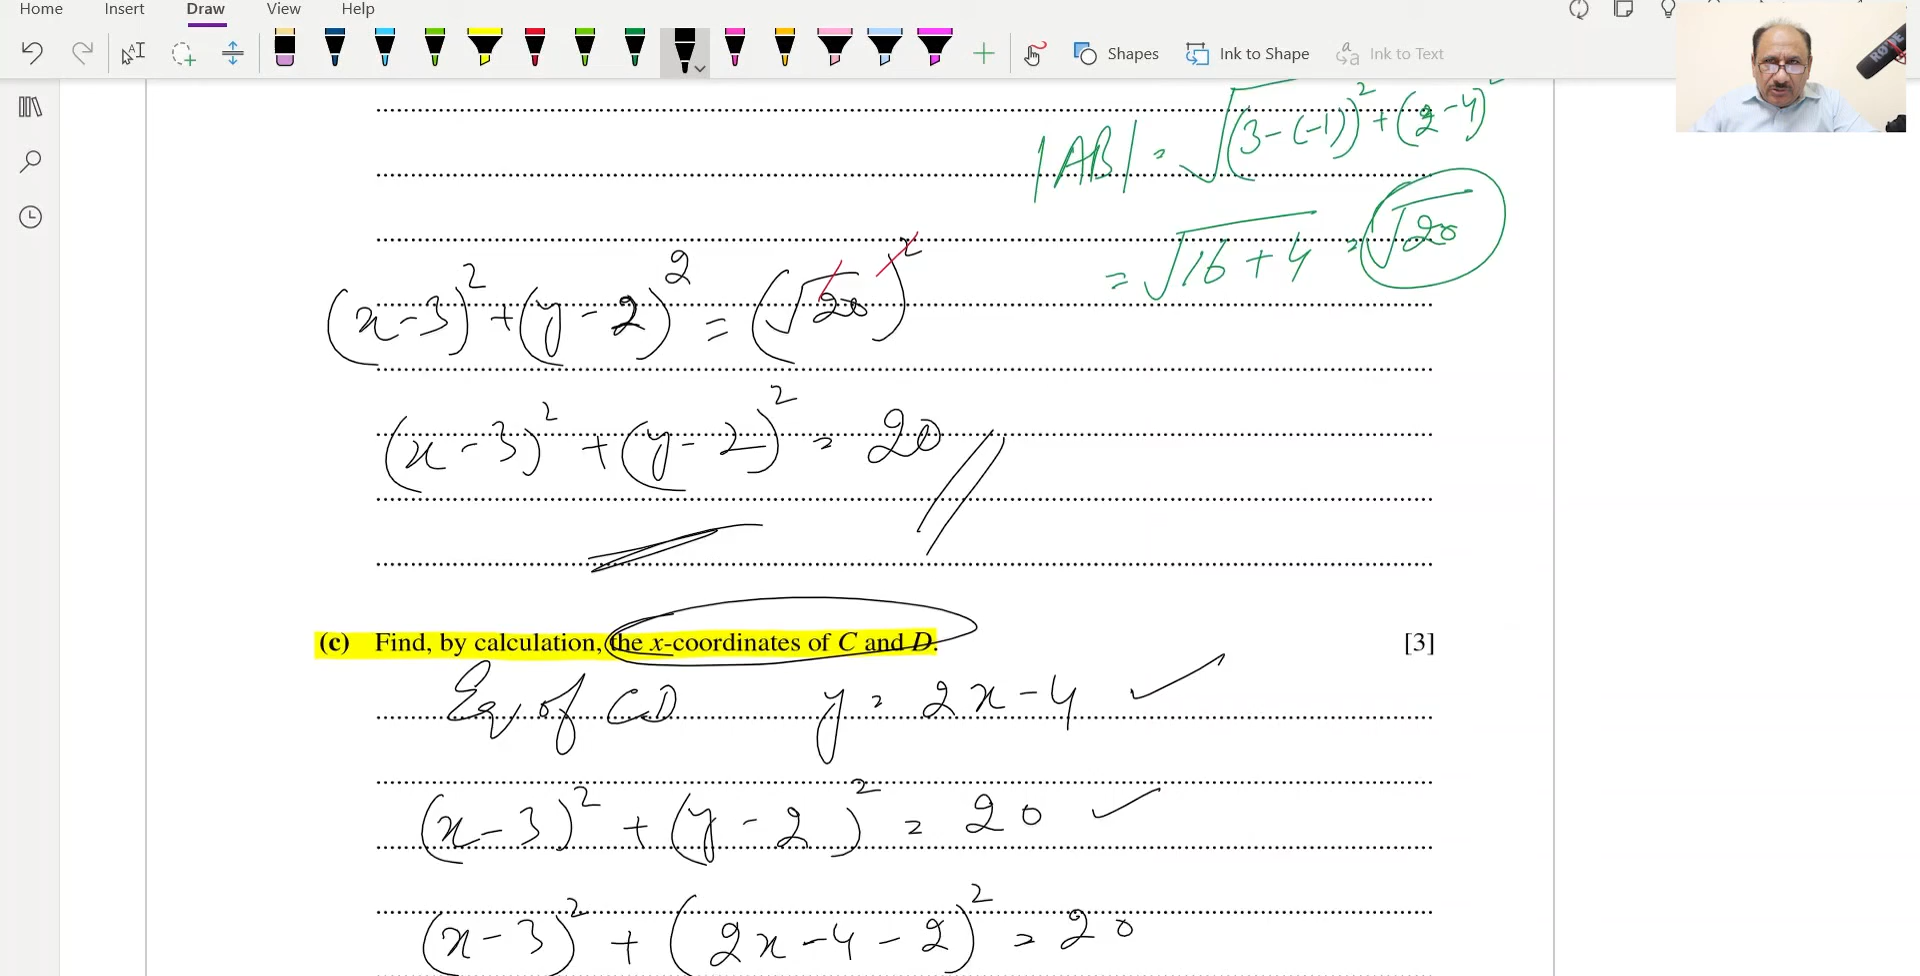 Home Insert Draw View Help
Shapes Ink to Shape Ink to Text
RØDE
|AB| = √(3-(-1))² + (2-4)²
= √16+4 = √20
(x-3)² + (y-2)² = (√20)²
(x-3)² + (y-2)² = 20
(c) Find, by calculation, the x-coordinates of C and D. [3]
Eq of CD y = 2x-4 ✓
(x-3)² + (y-2)² = 20 ✓
(x-3)² + (2x-4-2)² = 20